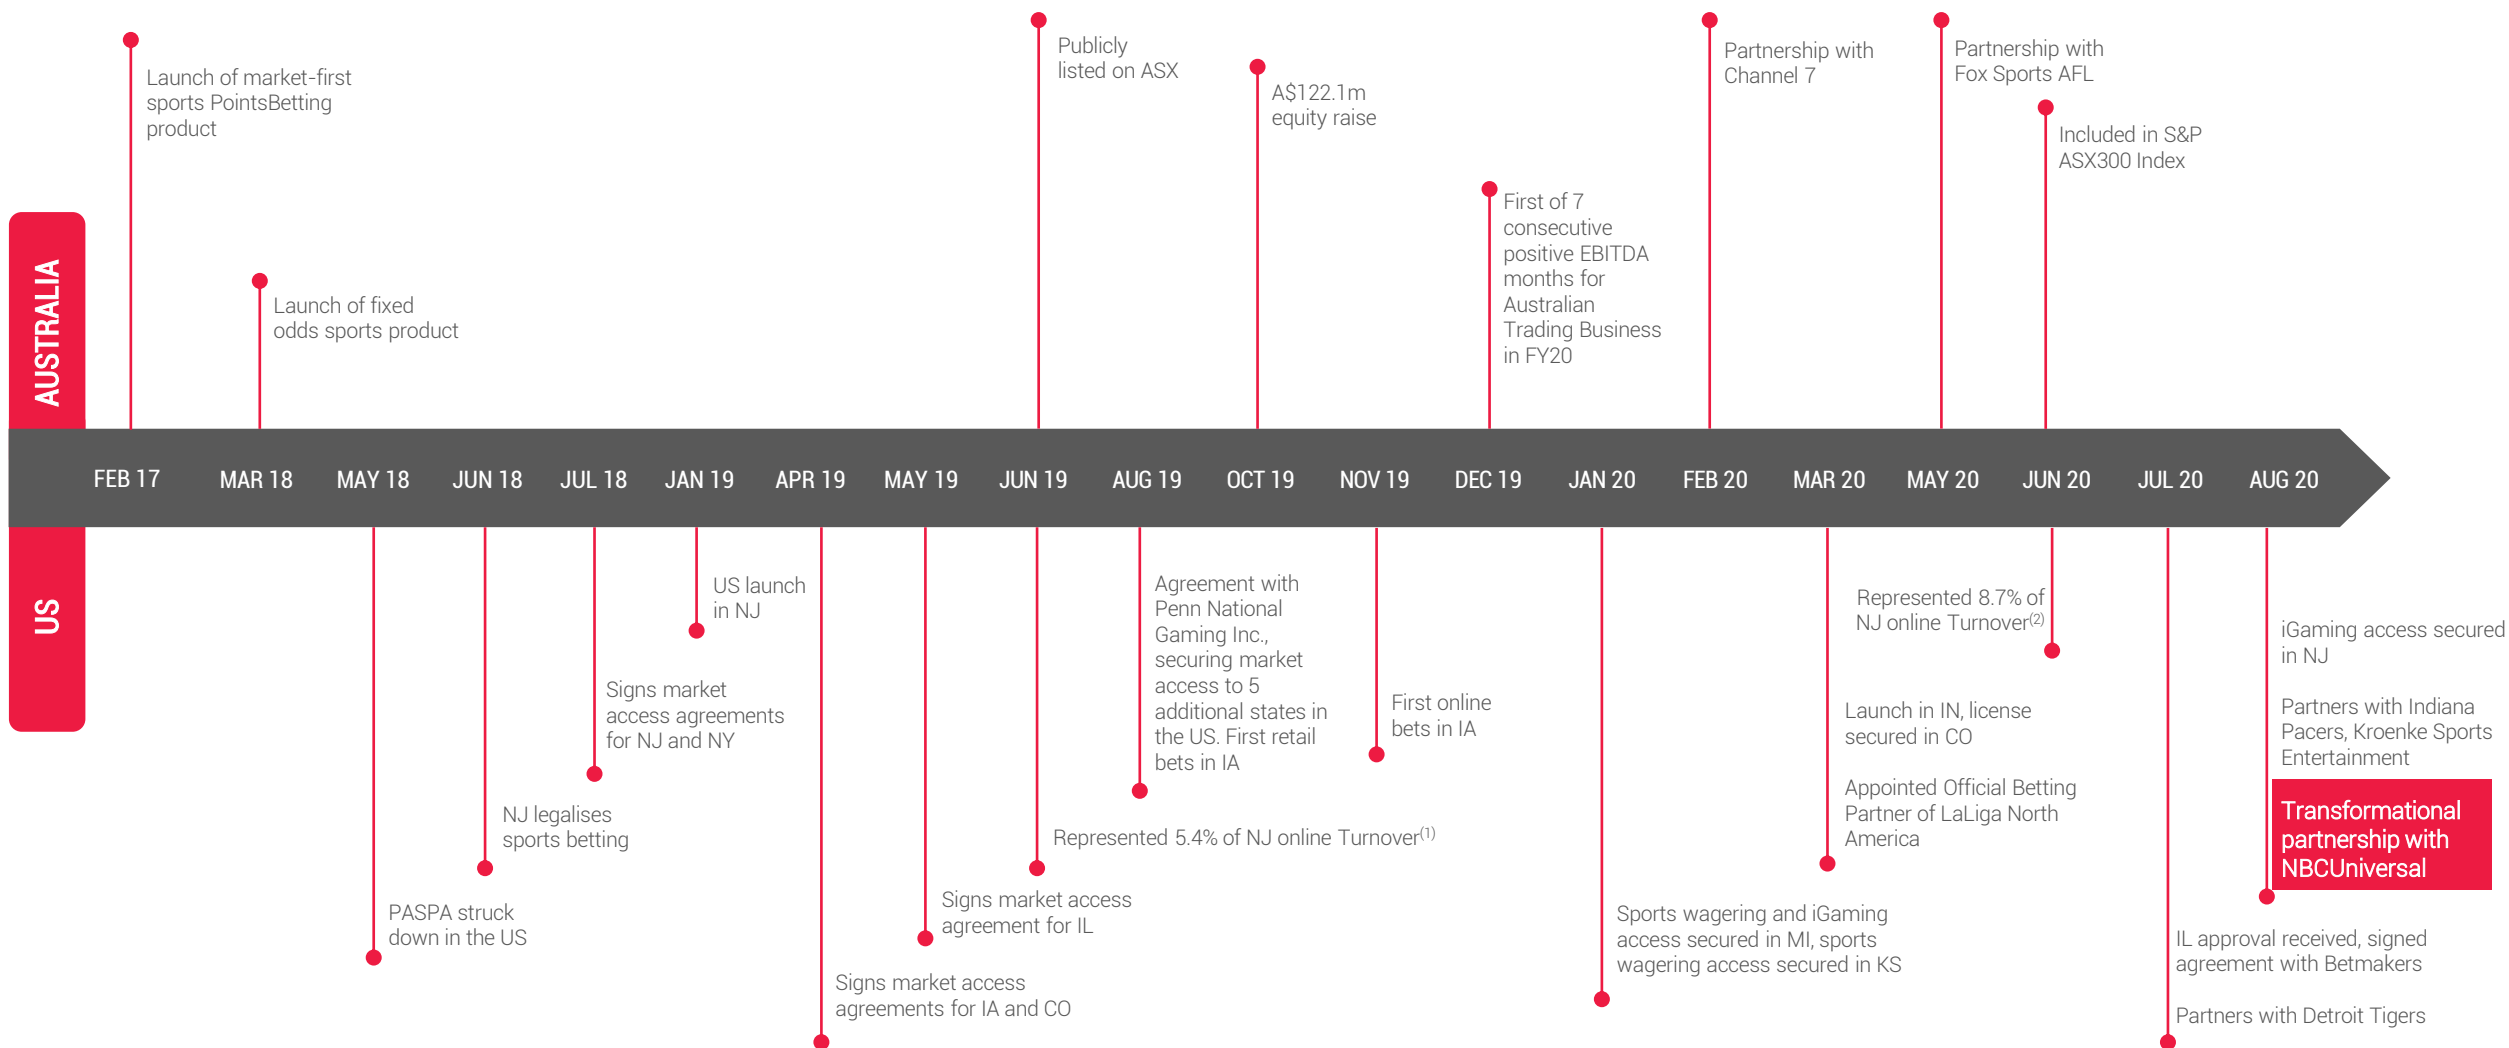 Launch of market-first
sports PointsBetting
product
Launch of fixed
odds sports product
Publicly
listed on ASX
A$122.1m
equity raise
First of 7
consecutive
positive EBITDA
months for
Australian
Trading Business
in FY20
Partnership with
Channel 7
Partnership with
Fox Sports AFL
Included in S&P
ASX300 Index
AUSTRALIA
FEB 17 MAR 18 MAY 18 JUN 18 JUL 18 JAN 19 APR 19 MAY 19 JUN 19 AUG 19 OCT 19 NOV 19 DEC 19 JAN 20 FEB 20 MAR 20 MAY 20 JUN 20 JUL 20 AUG 20
US
PASPA struck
down in the US
NJ legalises
sports betting
Signs market
access agreements
for NJ and NY
US launch
in NJ
Signs market access
agreements for IA and CO
Signs market access
agreement for IL
Represented 5.4% of NJ online Turnover(1)
Agreement with
Penn National
Gaming Inc.,
securing market
access to 5
additional states in
the US. First retail
bets in IA
First online
bets in IA
Sports wagering and iGaming
access secured in MI, sports
wagering access secured in KS
Launch in IN, license
secured in CO
Appointed Official Betting
Partner of LaLiga North
America
Represented 8.7% of
NJ online Turnover(2)
IL approval received, signed
agreement with Betmakers
Partners with Detroit Tigers
iGaming access secured
in NJ
Partners with Indiana
Pacers, Kroenke Sports
Entertainment
Transformational
partnership with
NBCUniversal